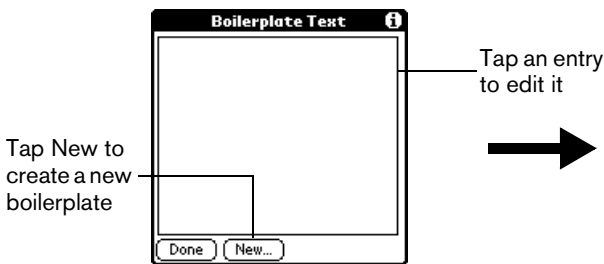 Boilerplate Text i
Tap an entry
to edit it
Tap New to
create a new
boilerplate
Done New...